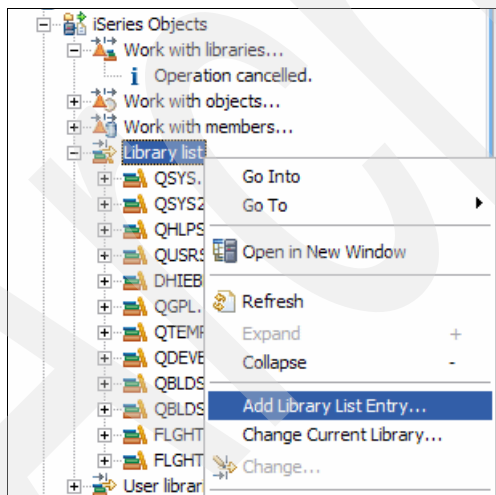 iSeries Objects
Work with libraries...
Operation cancelled.
Work with objects...
Work with members...
Library list
QSYS.
QSYS2
QHLPS
QUSRS
DHIEB
QGPL.
QTEMP
QDEVE
QBLDS
QBLDS
FLGHT
FLGHT
User librar
Go Into
Go To
Open in New Window
Refresh
Expand +
Collapse -
Add Library List Entry...
Change Current Library...
Change...